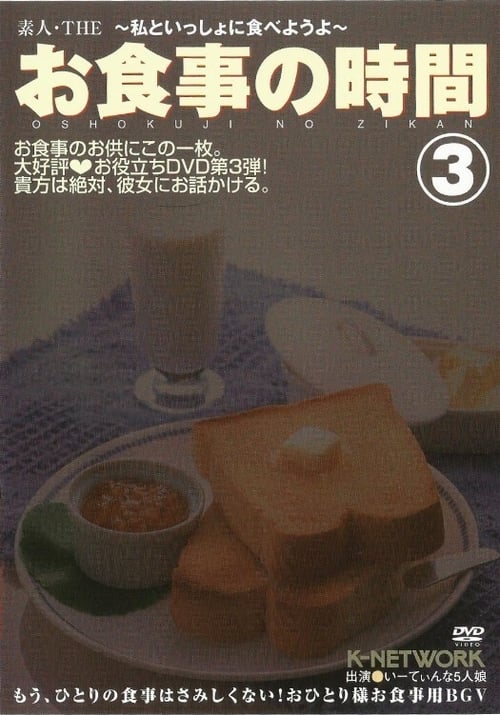 素人・THE ～私といっしょに食べようよ～
お食事の時間
OSHOKUJI NO ZIKAN
お食事のお供にこの一枚。
大好評♥お役立ちDVD第3弾!
貴方は絶対、彼女にお話かける。
3
DVD
VIDEO
K-NETWORK
出演●いーてぃんな5人娘
もう、ひとりの食事はさみしくない!おひとり様お食事用BGV